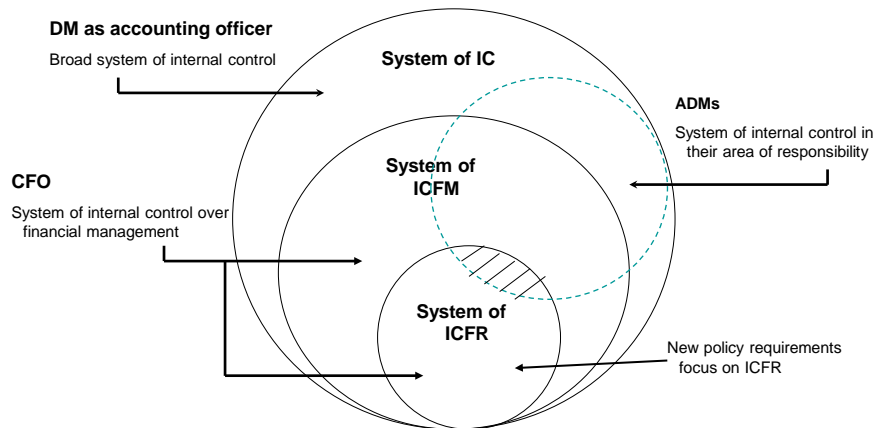 DM as accounting officer
Broad system of internal control
System of IC
ADMs
System of internal control in
their area of responsibility
System of
ICFM
CFO
System of internal control over
financial management
System of
ICFR
New policy requirements
focus on ICFR